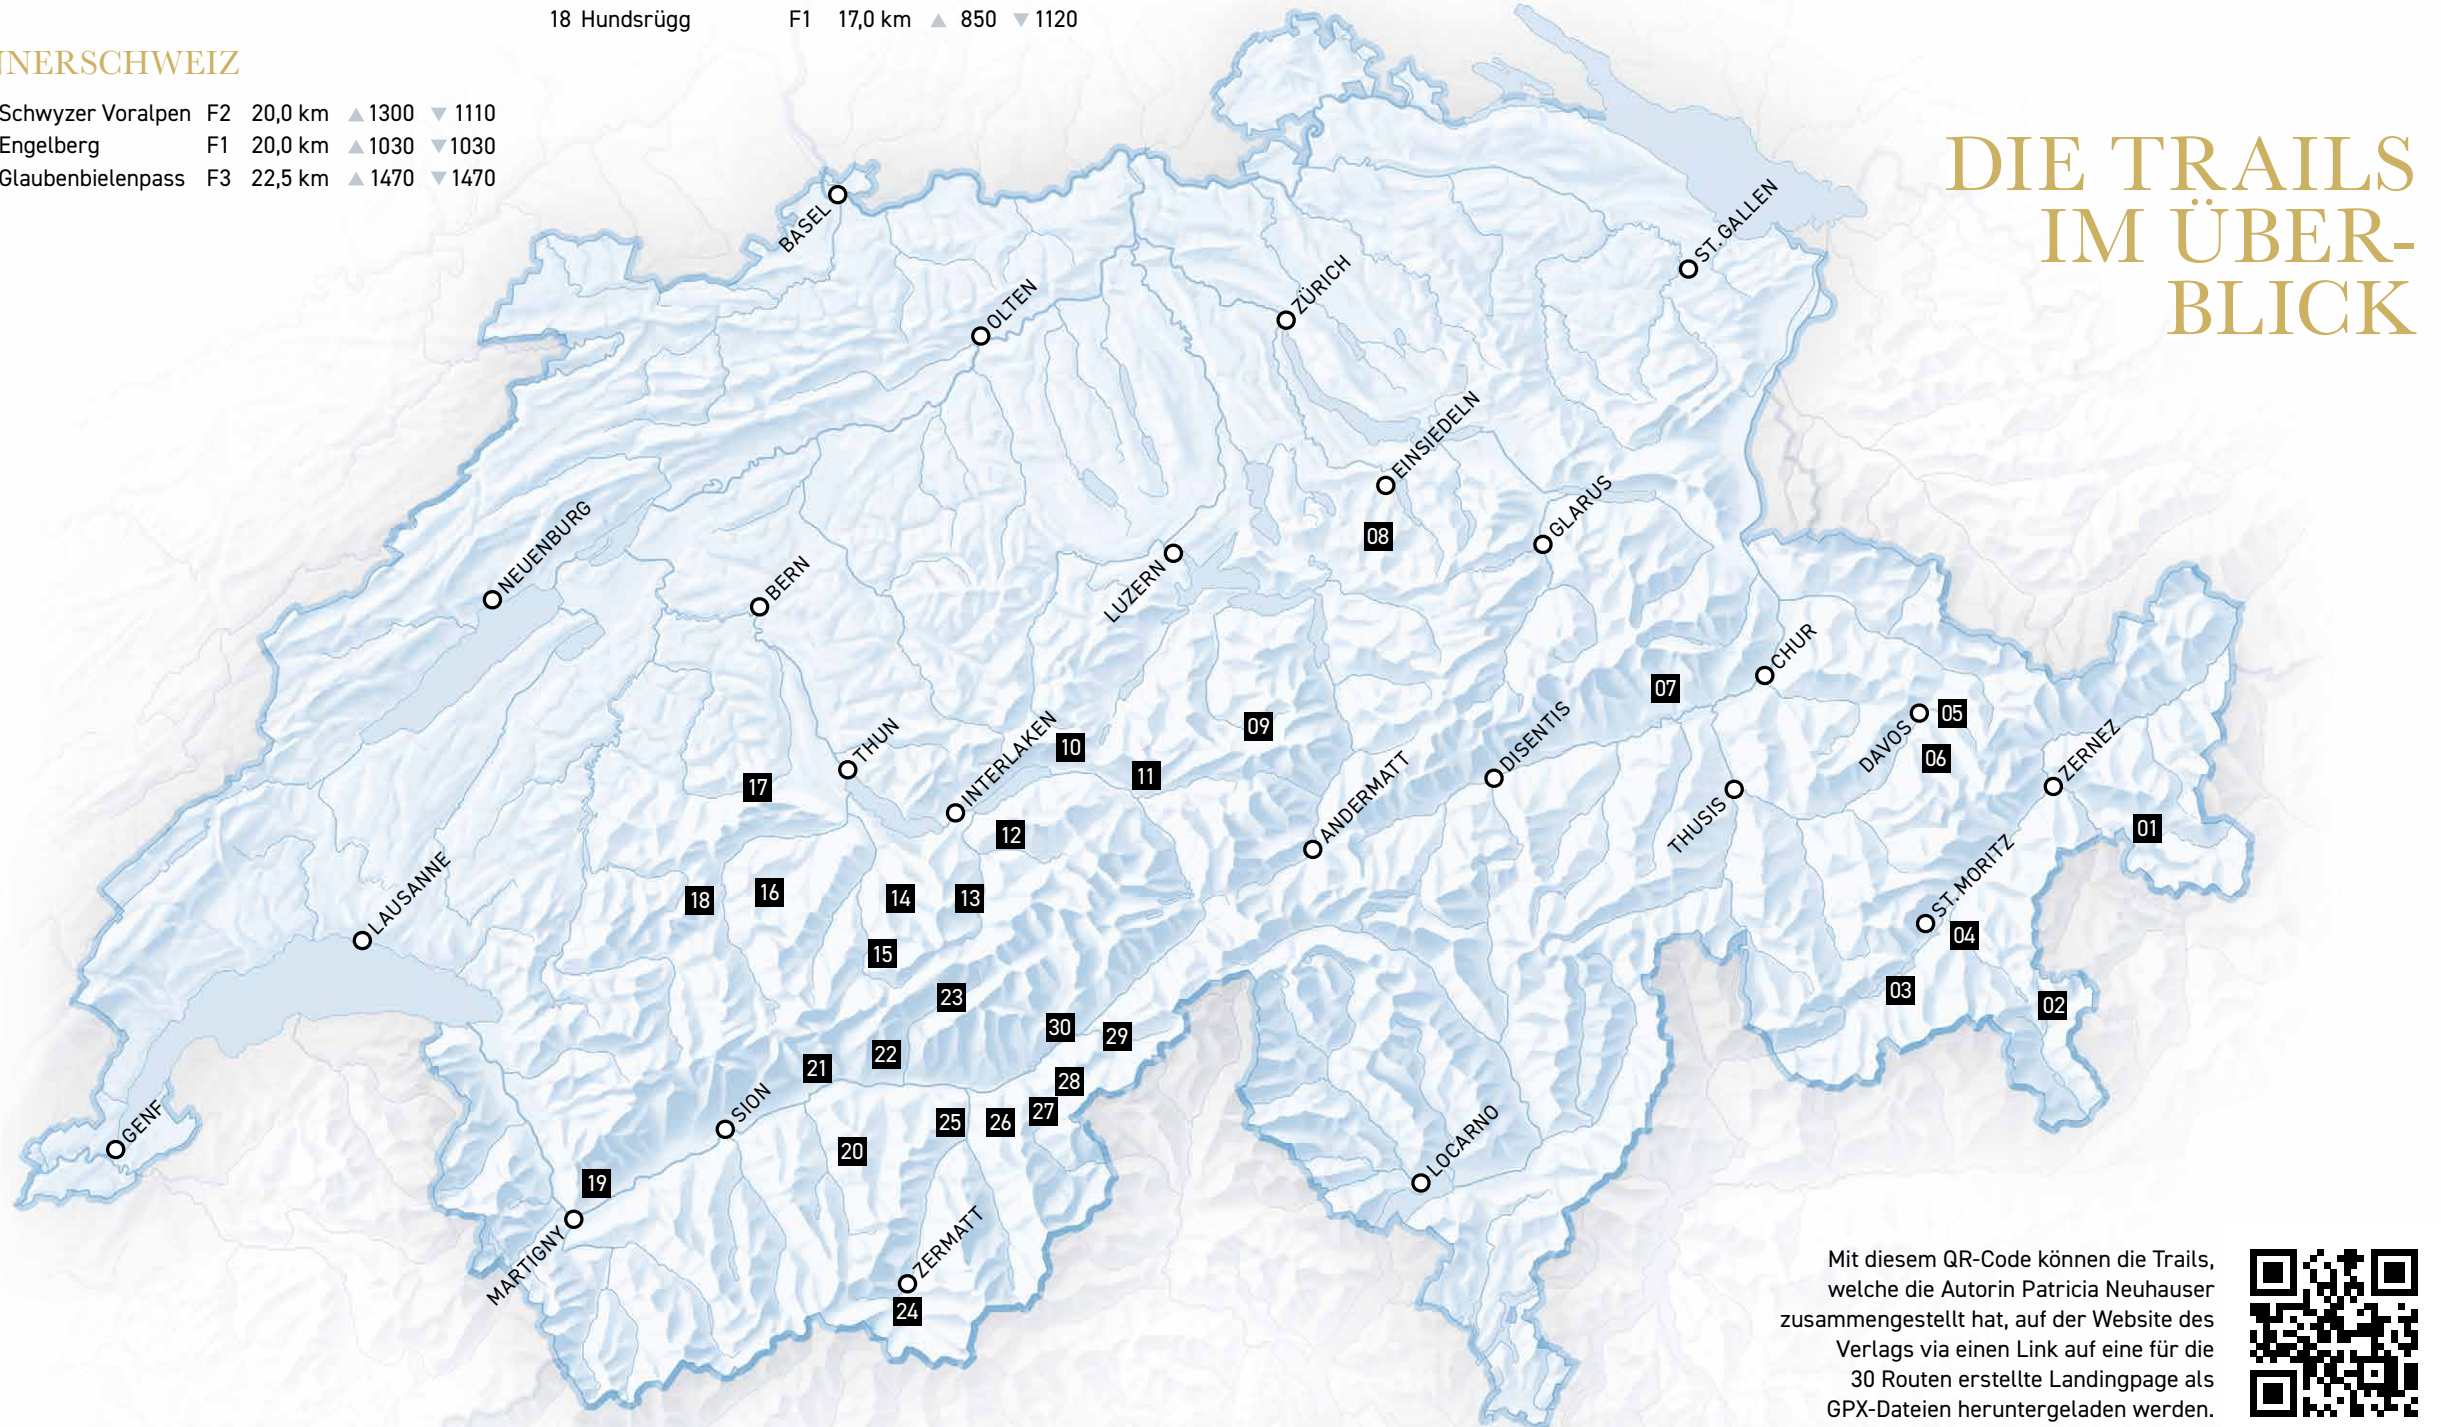 18 Hundsrügg F1 17,0 km ▲ 850 ▼ 1120
NNERSCHWEIZ
Schwyzer Voralpen F2 20,0 km ▲ 1300 ▼ 1110
Engelberg F1 20,0 km ▲ 1030 ▼ 1030
Glaubenbielenpass F3 22,5 km ▲ 1470 ▼ 1470
DIE TRAILS
IM ÜBER-
BLICK
BASEL
ST. GALLEN
OLTEN
ZÜRICH
EINSIEDELN
GLARUS
08
NEUENBURG
BERN
LUZERN
CHUR
07
THUN
INTERLAKEN
10
09
11
DISENTIS
DAVOS
05
06
ZERNEZ
17
12
ANDERMATT
THUSIS
01
LAUSANNE
18
16
14
13
ST. MORITZ
04
15
23
03
02
30
29
22
21
28
SION
27
25
26
20
GENF
LOCARNO
19
MARTIGNY
ZERMATT
24
Mit diesem QR-Code können die Trails,
welche die Autorin Patricia Neuhauser
zusammengestellt hat, auf der Website des
Verlags via einen Link auf eine für die
30 Routen erstellte Landingpage als
GPX-Dateien heruntergeladen werden.